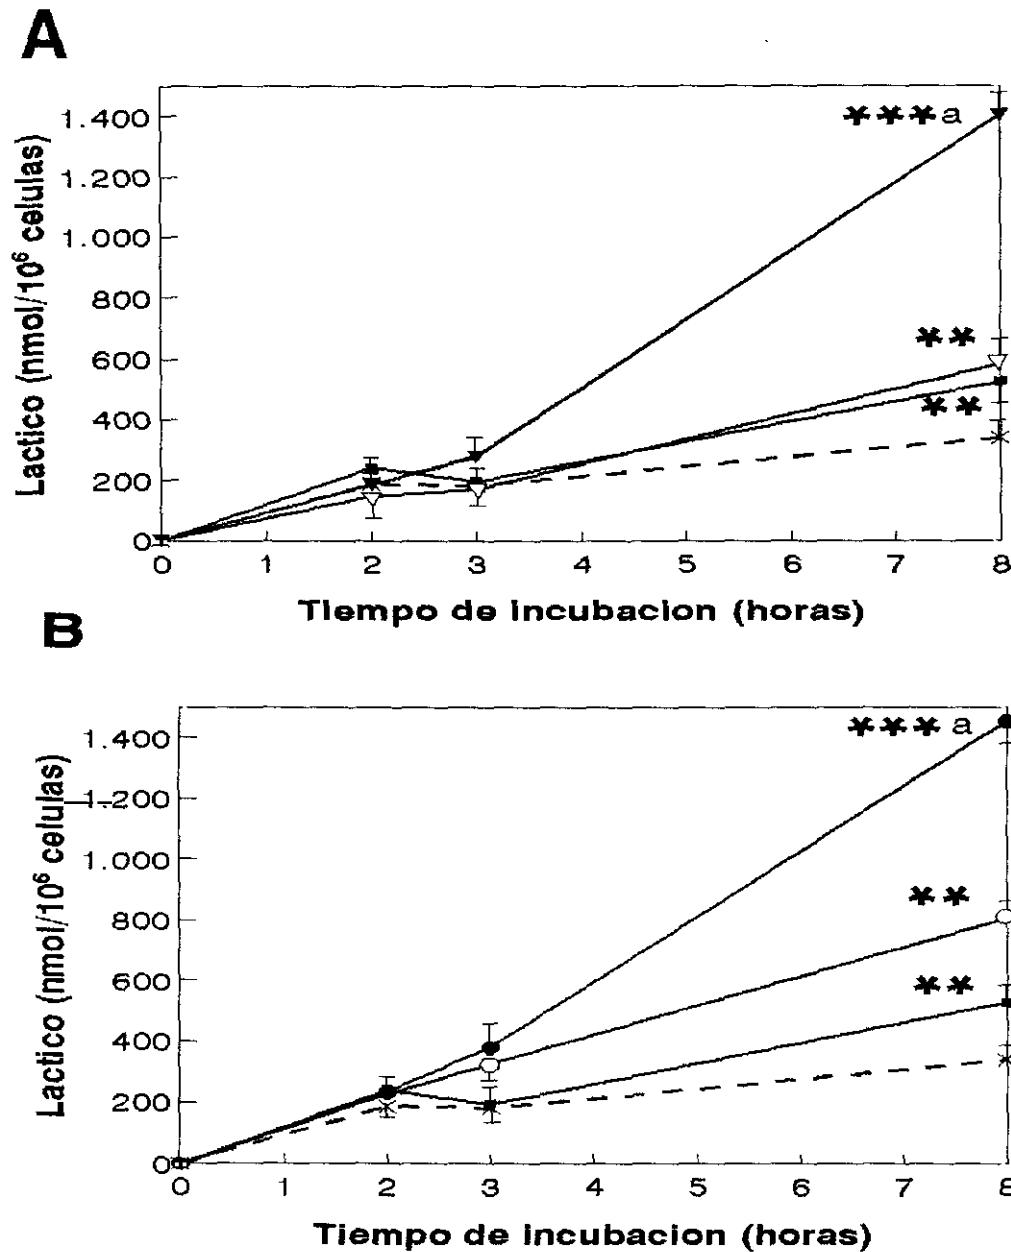 A
Lactico (nmol/10⁶ celulas)
1.400
1.200
1.000
800
600
400
200
0
***a
**
**
0 1 2 3 4 5 6 7 8
Tiempo de incubacion (horas)
B
Lactico (nmol/10⁶ celulas)
1.400
1.200
1.000
800
600
400
200
0
*** a
**
**
0 1 2 3 4 5 6 7 8
Tiempo de incubacion (horas)